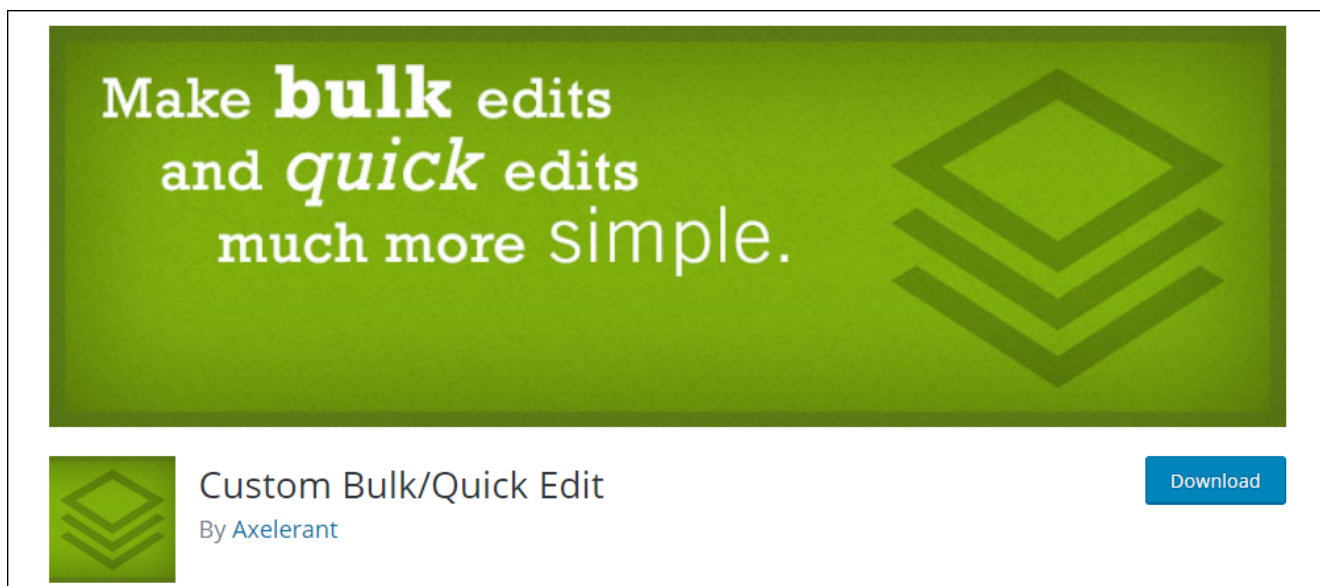 Make bulk edits
and quick edits
much more simple.
Custom Bulk/Quick Edit
Download
By Axelerant